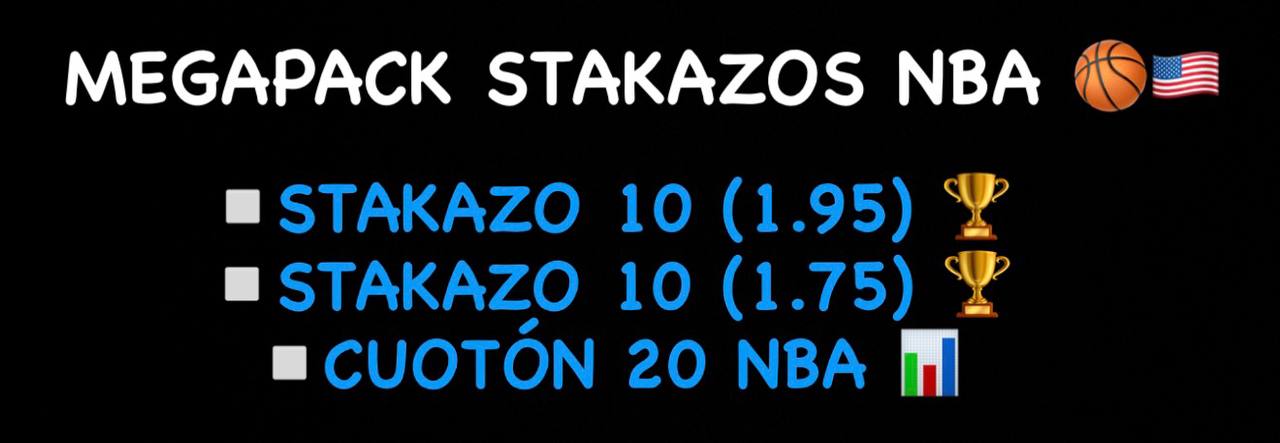 MEGAPACK STAKAZOS NBA 🏀🇺🇸
◻️STAKAZO 10 (1.95) 🏆
◻️STAKAZO 10 (1.75) 🏆
◻️CUOTÓN 20 NBA 📊